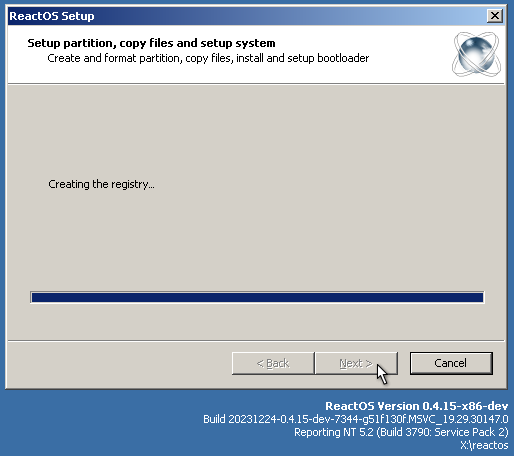 ReactOS Setup
Setup partition, copy files and setup system
Create and format partition, copy files, install and setup bootloader
Creating the registry...
< Back
Next >
Cancel
ReactOS Version 0.4.15-x86-dev
Build 20231224-0.4.15-dev-7344-g51f130f.MSVC_19.29.30147.0
Reporting NT 5.2 (Build 3790: Service Pack 2)
X:\reactos